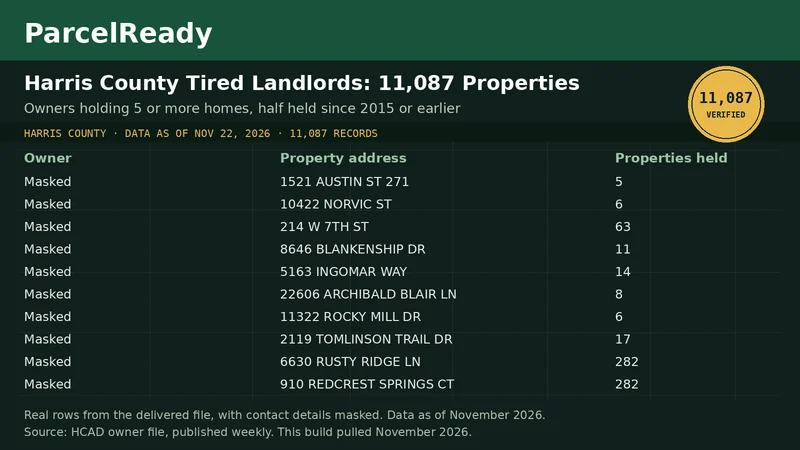 ParcelReady
Harris County Tired Landlords: 11,087 Properties
Owners holding 5 or more homes, half held since 2015 or earlier
11,087
VERIFIED
HARRIS COUNTY · DATA AS OF NOV 22, 2026 · 11,087 RECORDS
Owner Property address Properties held
Masked 1521 AUSTIN ST 271 5
Masked 10422 NORVIC ST 6
Masked 214 W 7TH ST 63
Masked 8646 BLANKENSHIP DR 11
Masked 5163 INGOMAR WAY 14
Masked 22606 ARCHIBALD BLAIR LN 8
Masked 11322 ROCKY MILL DR 6
Masked 2119 TOMLINSON TRAIL DR 17
Masked 6630 RUSTY RIDGE LN 282
Masked 910 REDCREST SPRINGS CT 282
Real rows from the delivered file, with contact details masked. Data as of November 2026.
Source: HCAD owner file, published weekly. This build pulled November 2026.